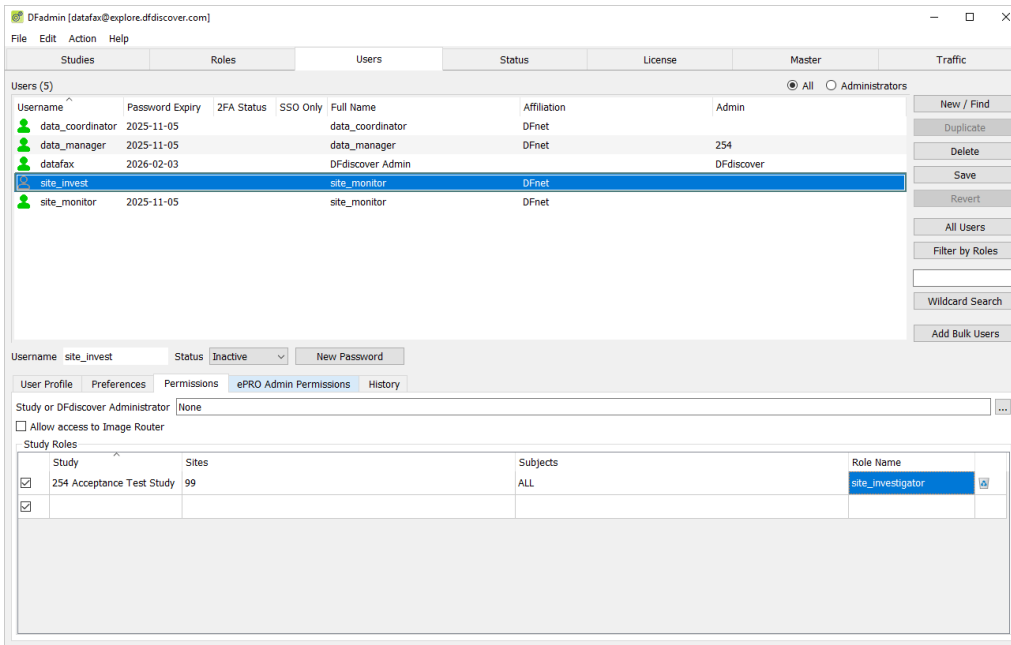 DFadmin [datafax@explore.dfdiscover.com]
File Edit Action Help
Studies Roles Users Status License Master Traffic
Users (5) All Administrators
Username Password Expiry 2FA Status SSO Only Full Name Affiliation Admin
data_coordinator 2025-11-05 data_coordinator DFnet
data_manager 2025-11-05 data_manager DFnet 254
datafax 2026-02-03 DFdiscover Admin DFdiscover
site_invest site_monitor DFnet
site_monitor 2025-11-05 site_monitor DFnet
New / Find
Duplicate
Delete
Save
Revert
All Users
Filter by Roles
Wildcard Search
Add Bulk Users
Username site_invest Status Inactive New Password
User Profile Preferences Permissions ePRO Admin Permissions History
Study or DFdiscover Administrator None ...
Allow access to Image Router
Study Roles
Study Sites Subjects Role Name
254 Acceptance Test Study 99 ALL site_investigator